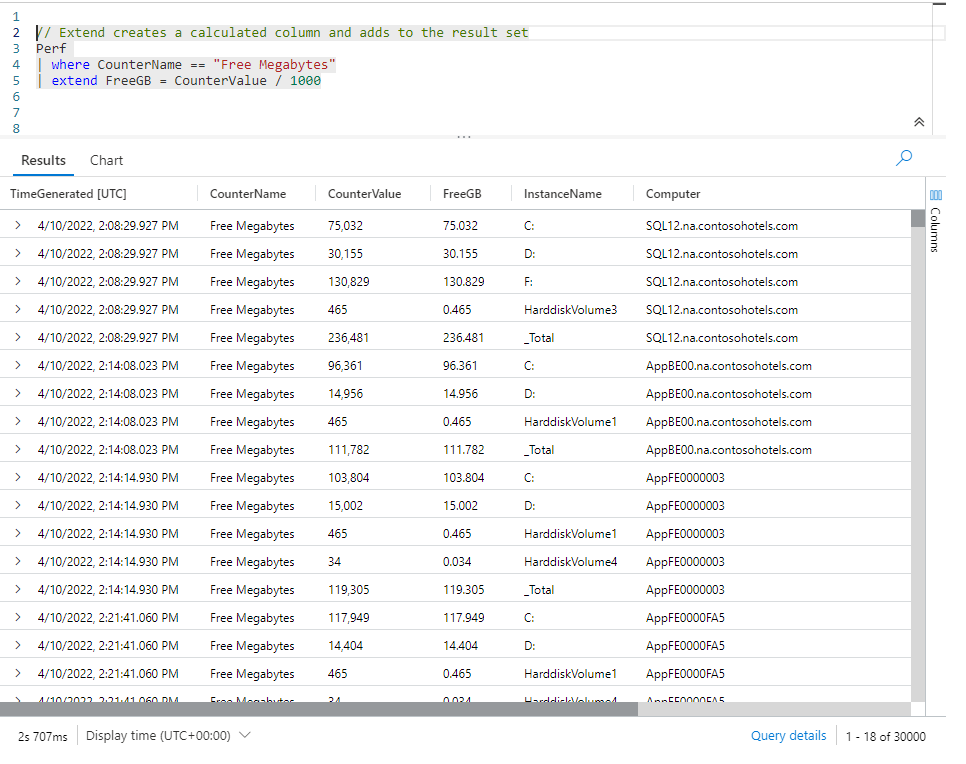 1
2 // Extend creates a calculated column and adds to the result set
3 Perf
4 | where CounterName == "Free Megabytes"
5 | extend FreeGB = CounterValue / 1000
6
7
8
Results Chart
TimeGenerated [UTC] CounterName CounterValue FreeGB InstanceName Computer
4/10/2022, 2:08:29.927 PM Free Megabytes 75,032 75.032 C: SQL12.na.contosohotels.com
4/10/2022, 2:08:29.927 PM Free Megabytes 30,155 30.155 D: SQL12.na.contosohotels.com
4/10/2022, 2:08:29.927 PM Free Megabytes 130,829 130.829 F: SQL12.na.contosohotels.com
4/10/2022, 2:08:29.927 PM Free Megabytes 465 0.465 HarddiskVolume3 SQL12.na.contosohotels.com
4/10/2022, 2:08:29.927 PM Free Megabytes 236,481 236.481 _Total SQL12.na.contosohotels.com
4/10/2022, 2:14:08.023 PM Free Megabytes 96,361 96.361 C: AppBE00.na.contosohotels.com
4/10/2022, 2:14:08.023 PM Free Megabytes 14,956 14.956 D: AppBE00.na.contosohotels.com
4/10/2022, 2:14:08.023 PM Free Megabytes 465 0.465 HarddiskVolume1 AppBE00.na.contosohotels.com
4/10/2022, 2:14:08.023 PM Free Megabytes 111,782 111.782 _Total AppBE00.na.contosohotels.com
4/10/2022, 2:14:14.930 PM Free Megabytes 103,804 103.804 C: AppFE0000003
4/10/2022, 2:14:14.930 PM Free Megabytes 15,002 15.002 D: AppFE0000003
4/10/2022, 2:14:14.930 PM Free Megabytes 465 0.465 HarddiskVolume1 AppFE0000003
4/10/2022, 2:14:14.930 PM Free Megabytes 34 0.034 HarddiskVolume4 AppFE0000003
4/10/2022, 2:14:14.930 PM Free Megabytes 119,305 119.305 _Total AppFE0000003
4/10/2022, 2:21:41.060 PM Free Megabytes 117,949 117.949 C: AppFE0000FA5
4/10/2022, 2:21:41.060 PM Free Megabytes 14,404 14.404 D: AppFE0000FA5
4/10/2022, 2:21:41.060 PM Free Megabytes 465 0.465 HarddiskVolume1 AppFE0000FA5
4/10/2022, 2:21:41.060 PM Free Megabytes 34 0.034 HarddiskVolume4 AppFE0000FA5
Columns
2s 707ms Display time (UTC+00:00) Query details 1 - 18 of 30000